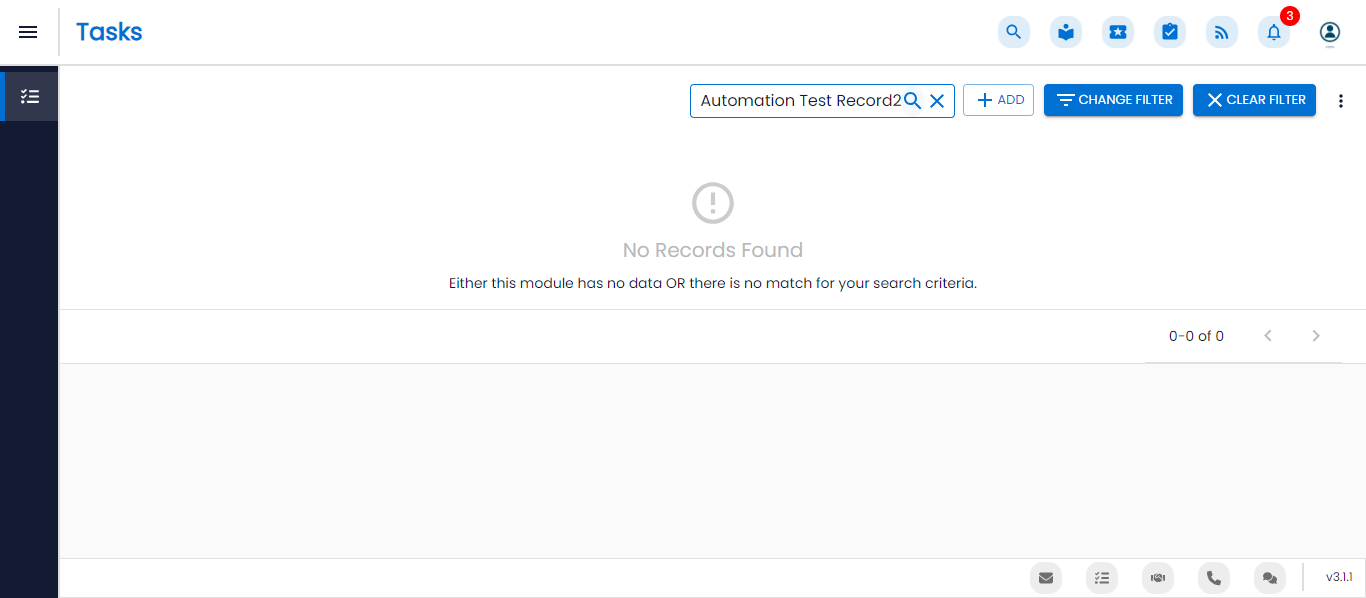 Tasks
3
Automation Test Record2
ADD
CHANGE FILTER
CLEAR FILTER
No Records Found
Either this module has no data OR there is no match for your search criteria.
0-0 of 0
v3.1.1